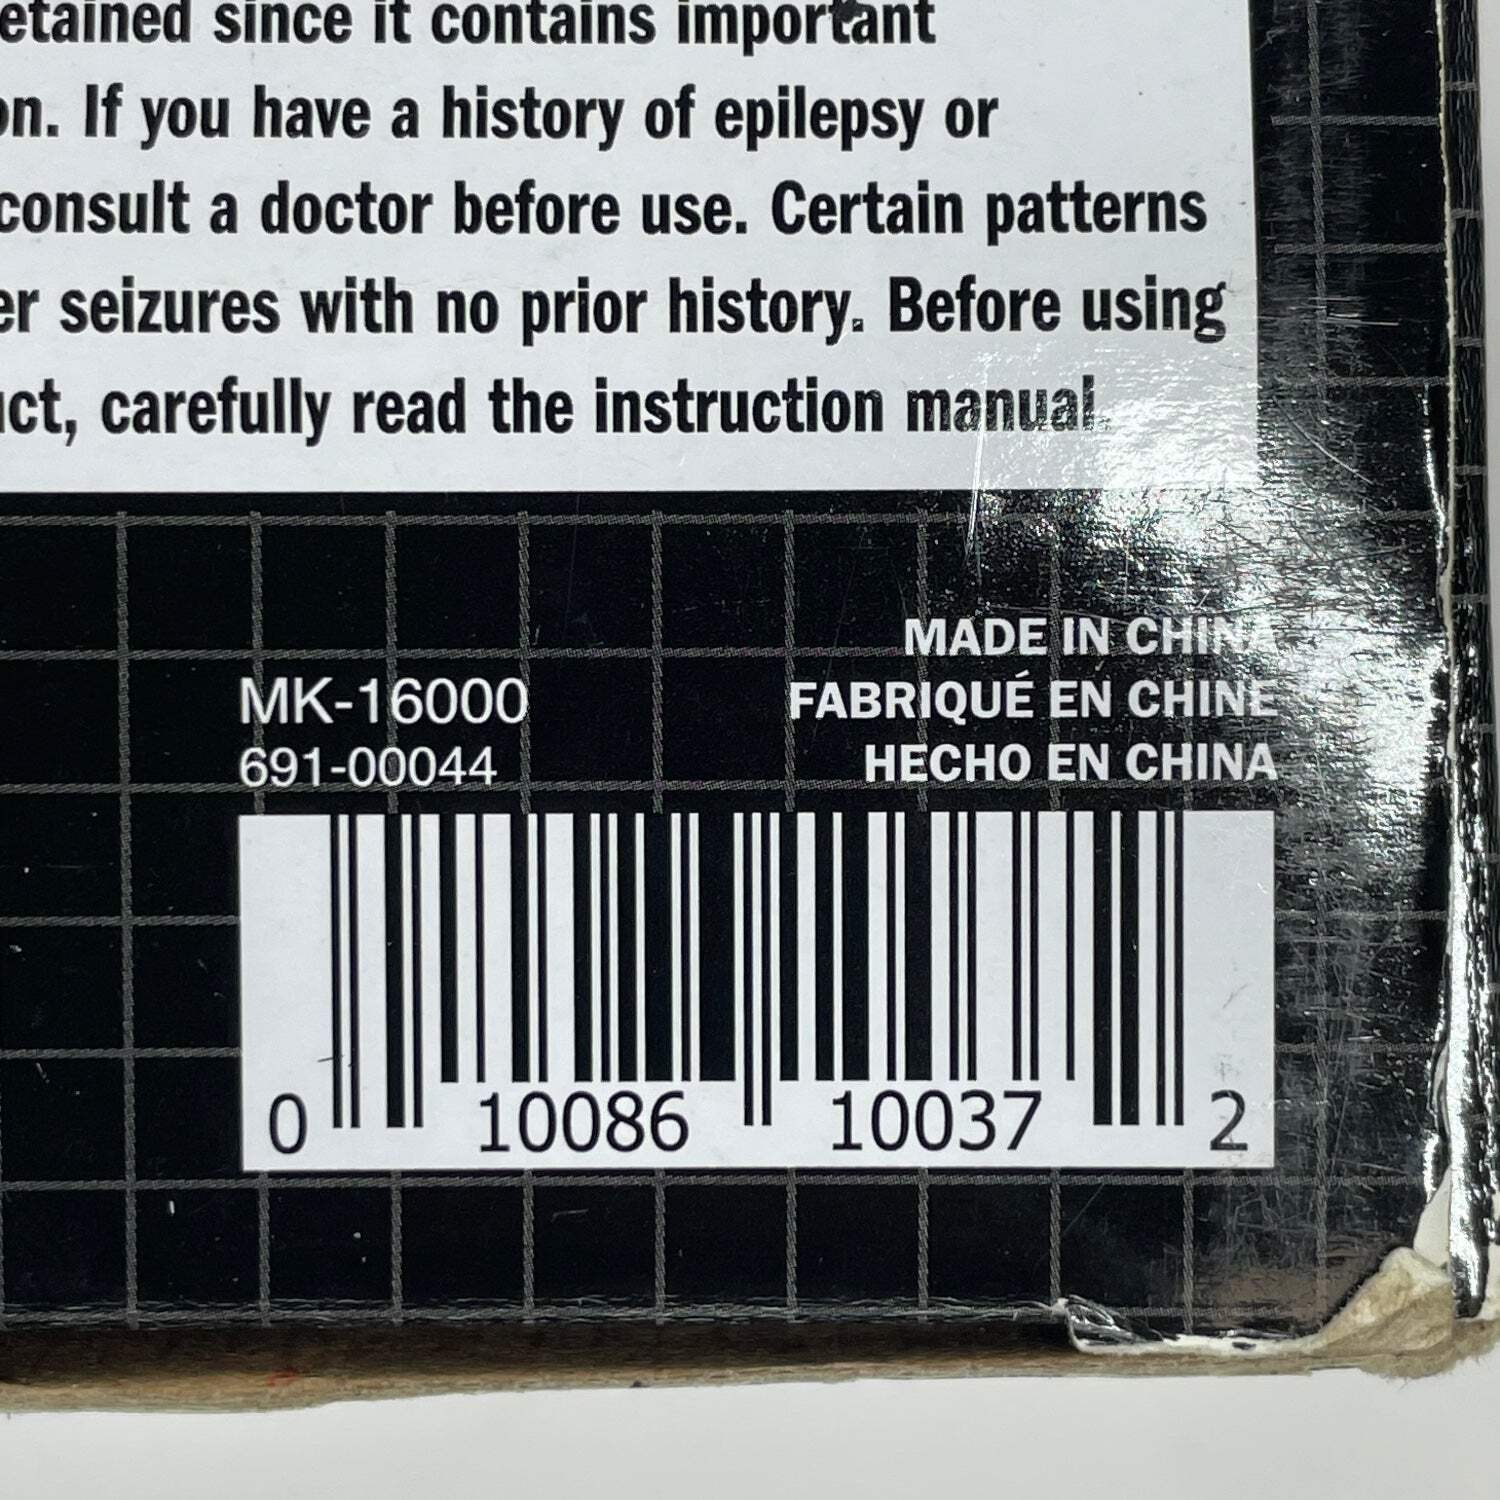 etained since it contains important
on. If you have a history of epilepsy or
consult a doctor before use. Certain patterns
er seizures with no prior history. Before using
uct, carefully read the instruction manual.
MADE IN CHINA
MK-16000 FABRIQUÉ EN CHINE
691-00044 HECHO EN CHINA
0 10086 10037 2